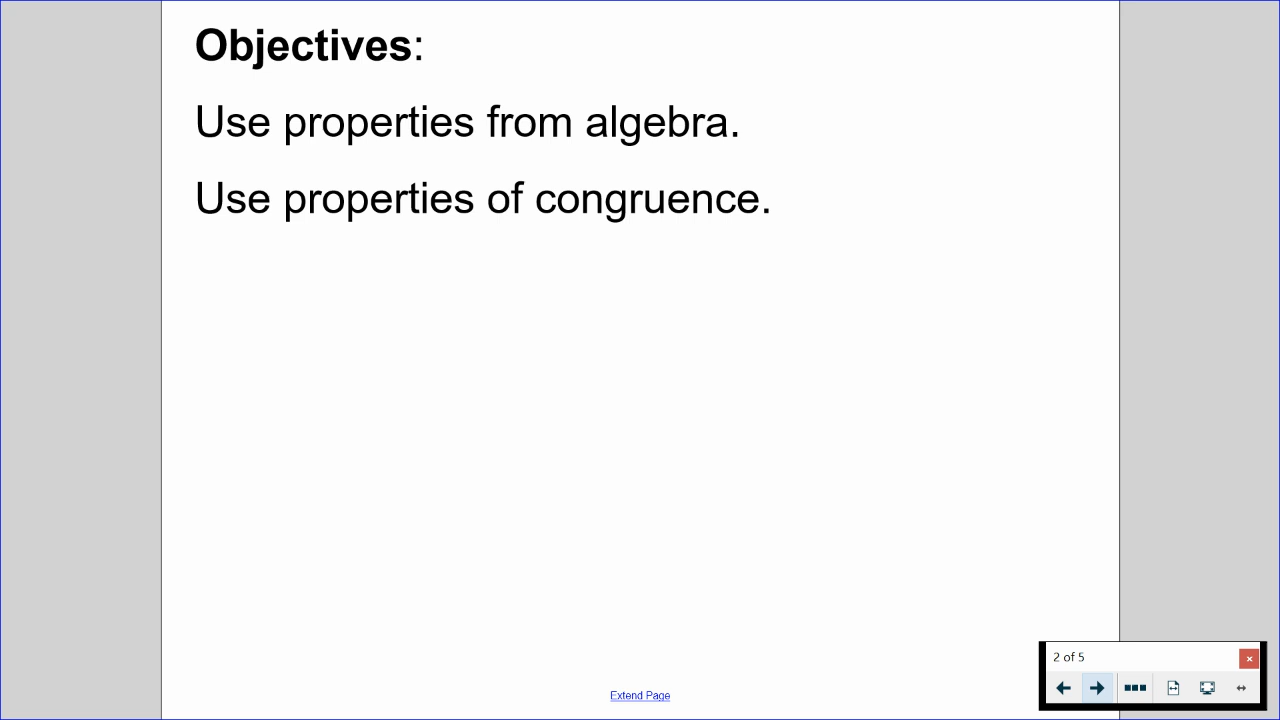 Objectives:
Use properties from algebra.
Use properties of congruence.
2 of 5
Extend Page